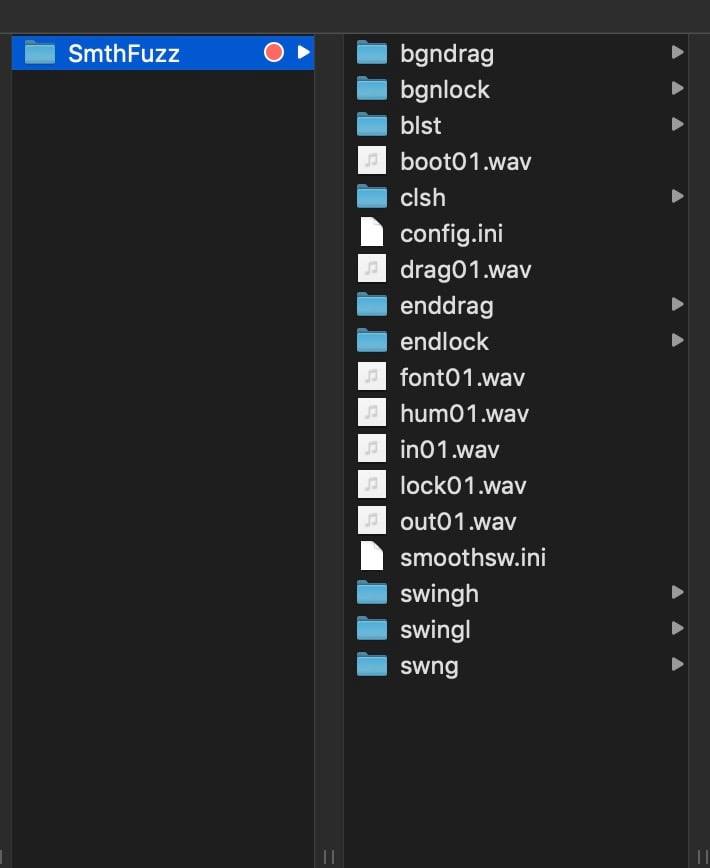 SmthFuzz
bgndrag
bgnlock
blst
boot01.wav
clsh
config.ini
drag01.wav
enddrag
endlock
font01.wav
hum01.wav
in01.wav
lock01.wav
out01.wav
smoothsw.ini
swingh
swingl
swng